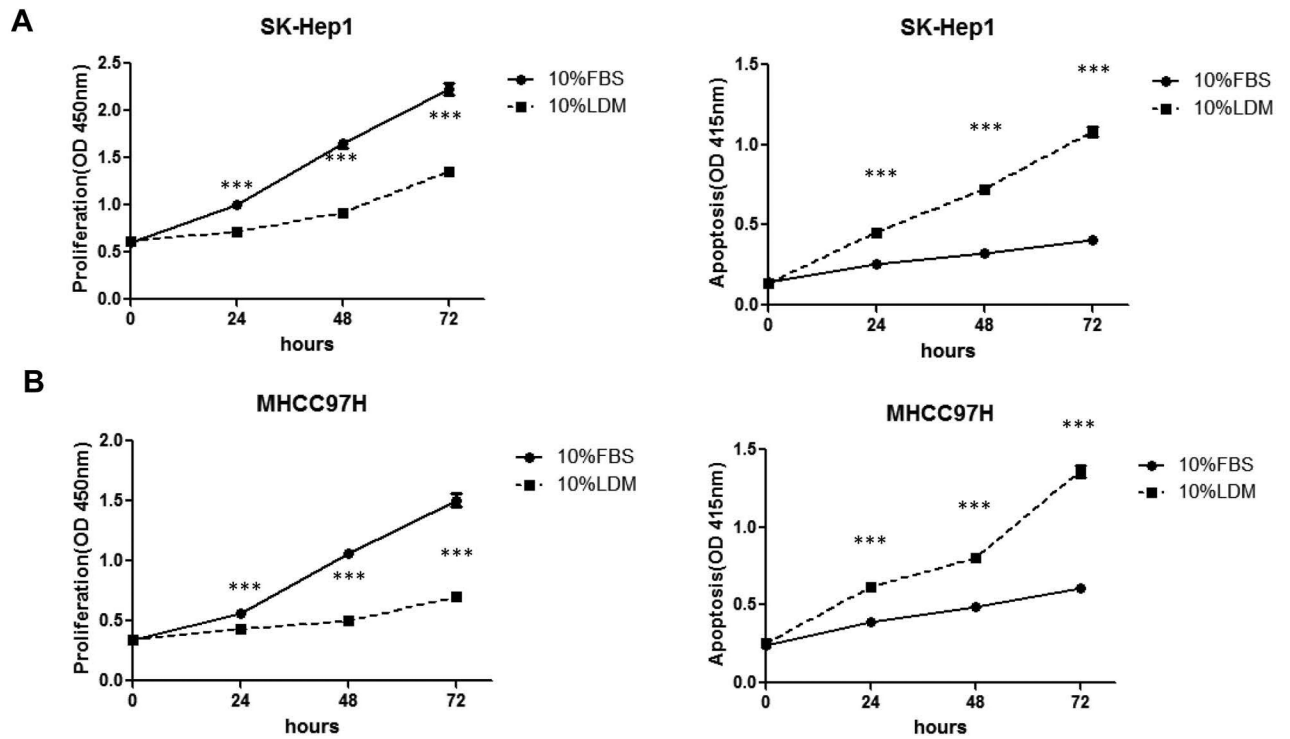 A
SK-Hep1
Proliferation(OD 450nm)
2.5
2.0
1.5
1.0
0.5
0.0
***
***
***
0
24
48
72
hours
10%FBS
10%LDM
SK-Hep1
Apoptosis(OD 415nm)
1.5
1.0
0.5
0.0
***
***
***
0
24
48
72
hours
10%FBS
10%LDM
B
MHCC97H
Proliferation(OD 450nm)
2.0
1.5
1.0
0.5
0.0
***
***
***
0
24
48
72
hours
10%FBS
10%LDM
MHCC97H
Apoptosis(OD 415nm)
1.5
1.0
0.5
0.0
***
***
***
0
24
48
72
hours
10%FBS
10%LDM